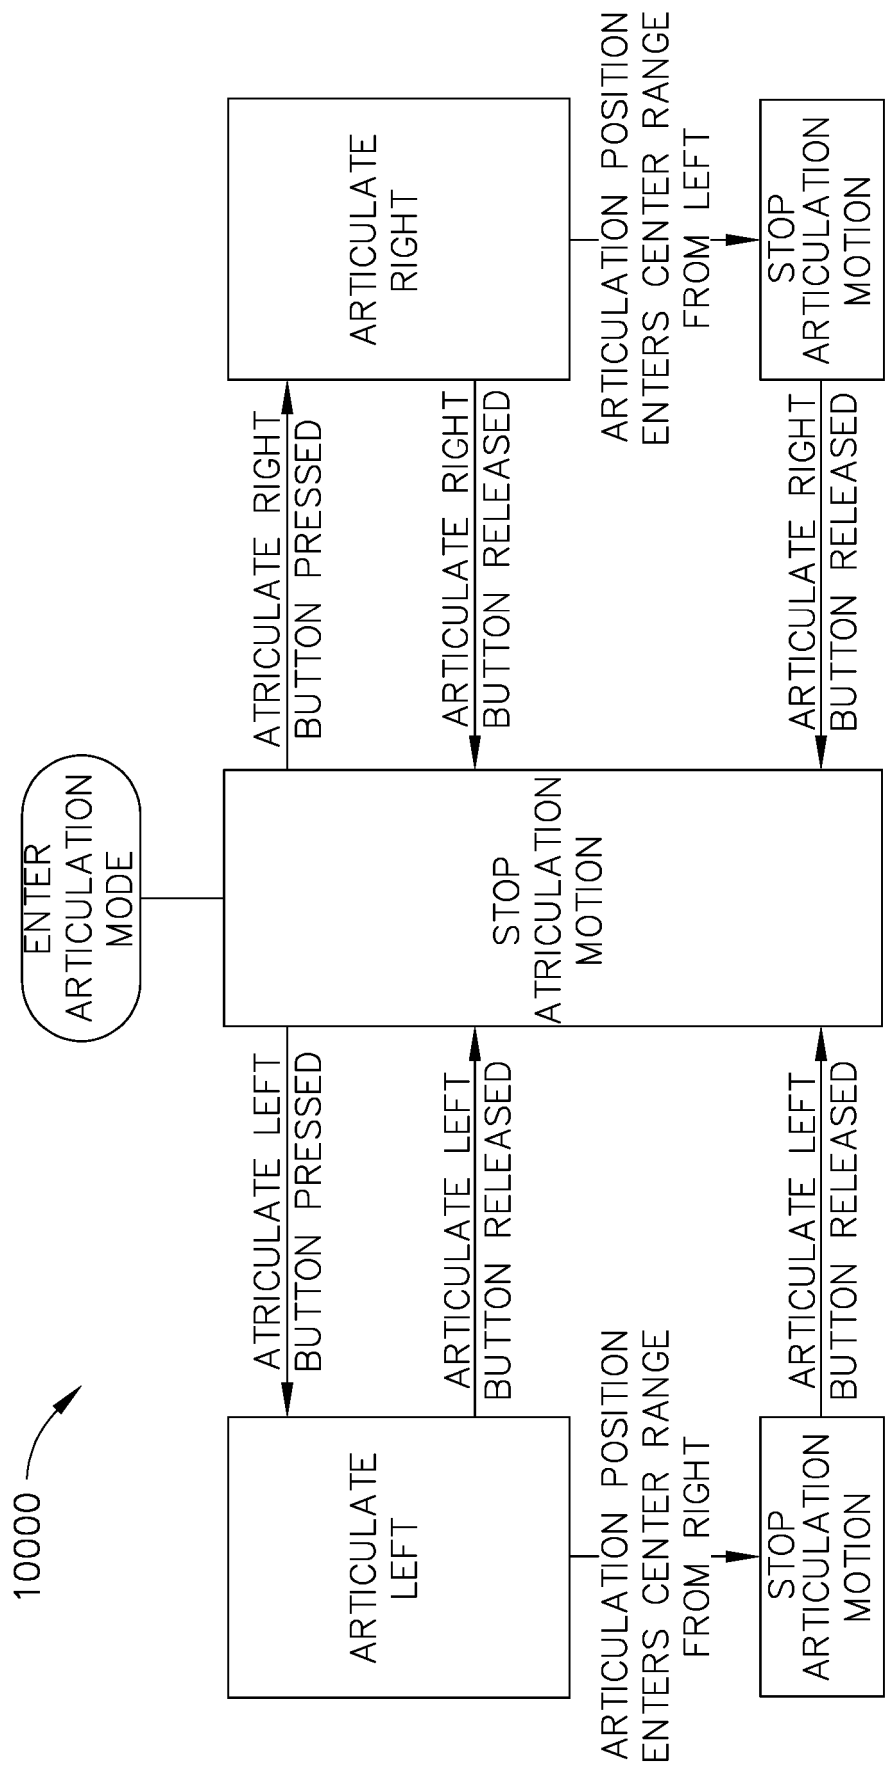 10000
ENTER
ARTICULATION
MODE
ATRICULATE LEFT
BUTTON PRESSED
ATRICULATE RIGHT
BUTTON PRESSED
ARTICULATE
LEFT
STOP
ATRICULATION
MOTION
ARTICULATE
RIGHT
ARTICULATE LEFT
BUTTON RELEASED
ARTICULATE RIGHT
BUTTON RELEASED
ARTICULATION POSITION
ENTERS CENTER RANGE
FROM RIGHT
ARTICULATION POSITION
ENTERS CENTER RANGE
FROM LEFT
STOP
ARTICULATION
MOTION
ARTICULATE LEFT
BUTTON RELEASED
ARTICULATE RIGHT
BUTTON RELEASED
STOP
ARTICULATION
MOTION